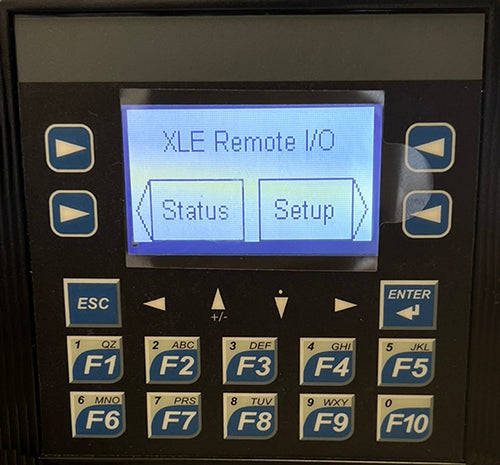 XLE Remote I/O
Status Setup
ESC +/- ENTER
1 QZ 2 ABC 3 DEF 4 GHI 5 JKL
F1 F2 F3 F4 F5
6 MNO 7 PRS 8 TUV 9 WXY 0
F6 F7 F8 F9 F10